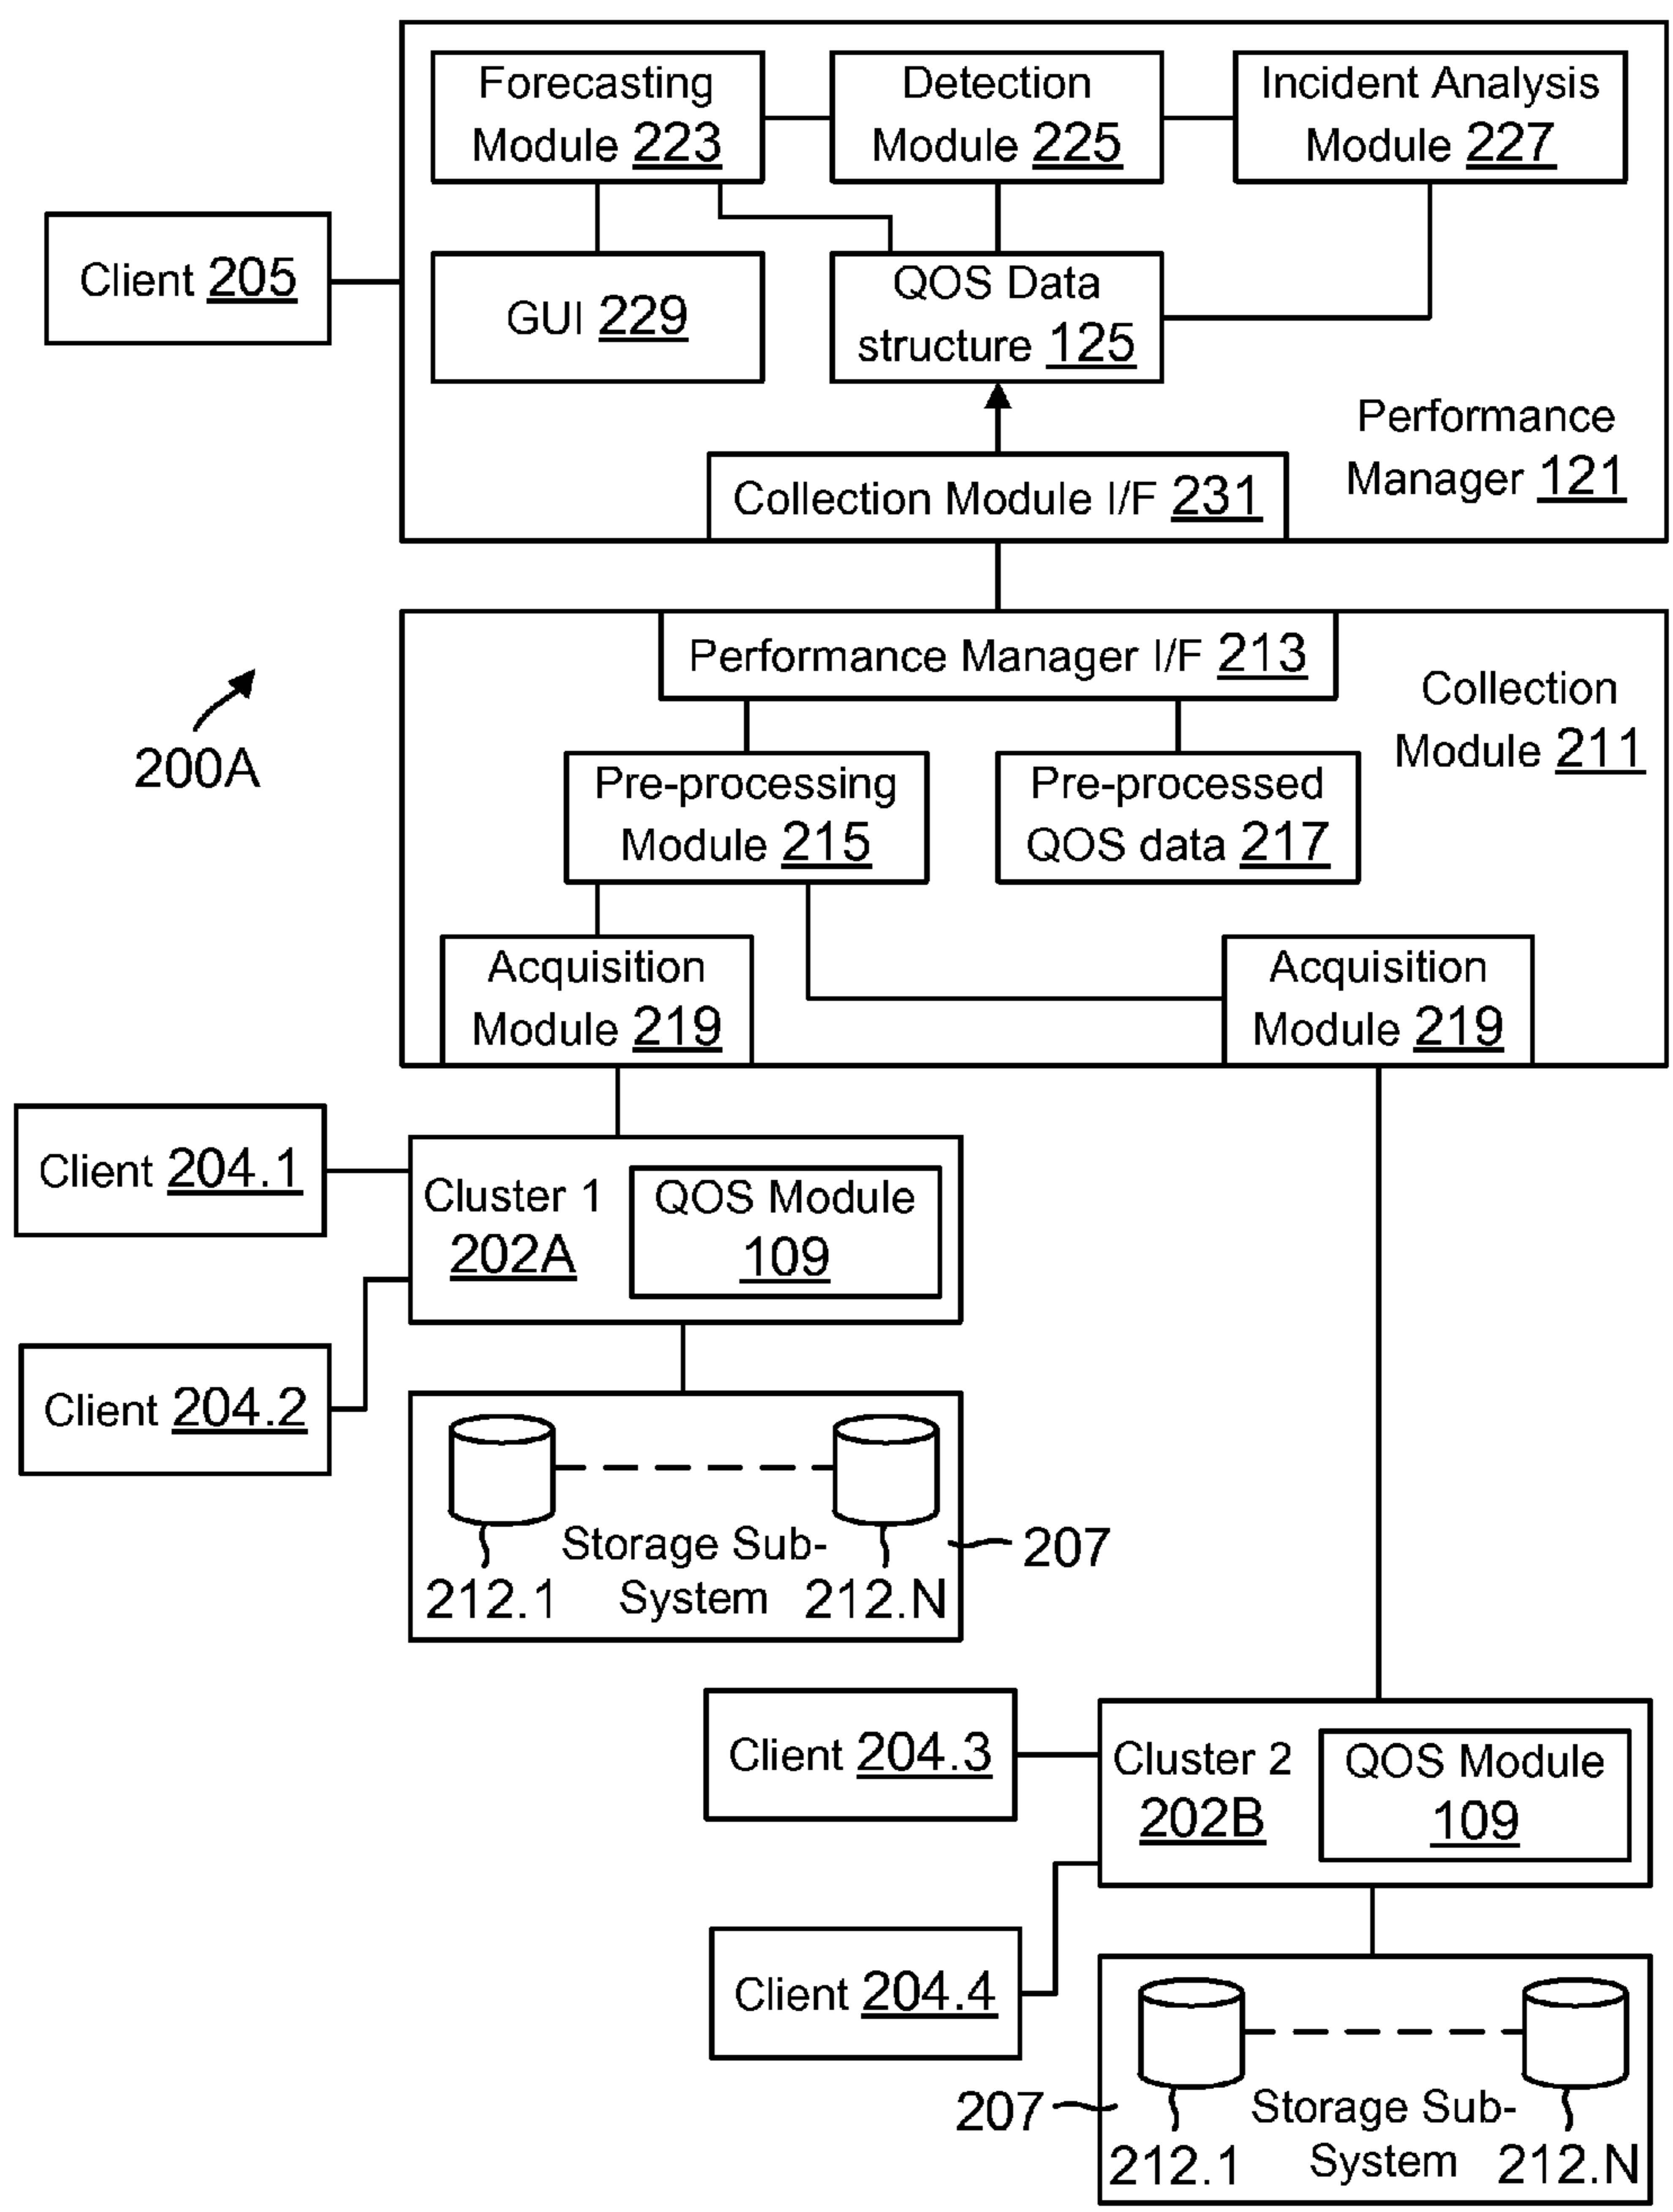 Forecasting
Module 223
Detection
Module 225
Incident Analysis
Module 227
Client 205
GUI 229
QOS Data
structure 125
Performance
Manager 121
Collection Module I/F 231
Performance Manager I/F 213
Collection
Module 211
200A
Pre-processing
Module 215
Pre-processed
QOS data 217
Acquisition
Module 219
Acquisition
Module 219
Client 204.1
Cluster 1
202A
QOS Module
109
Client 204.2
Storage Sub-
System
207
212.1
212.N
Client 204.3
Cluster 2
202B
QOS Module
109
Client 204.4
207
Storage Sub-
System
212.1
212.N